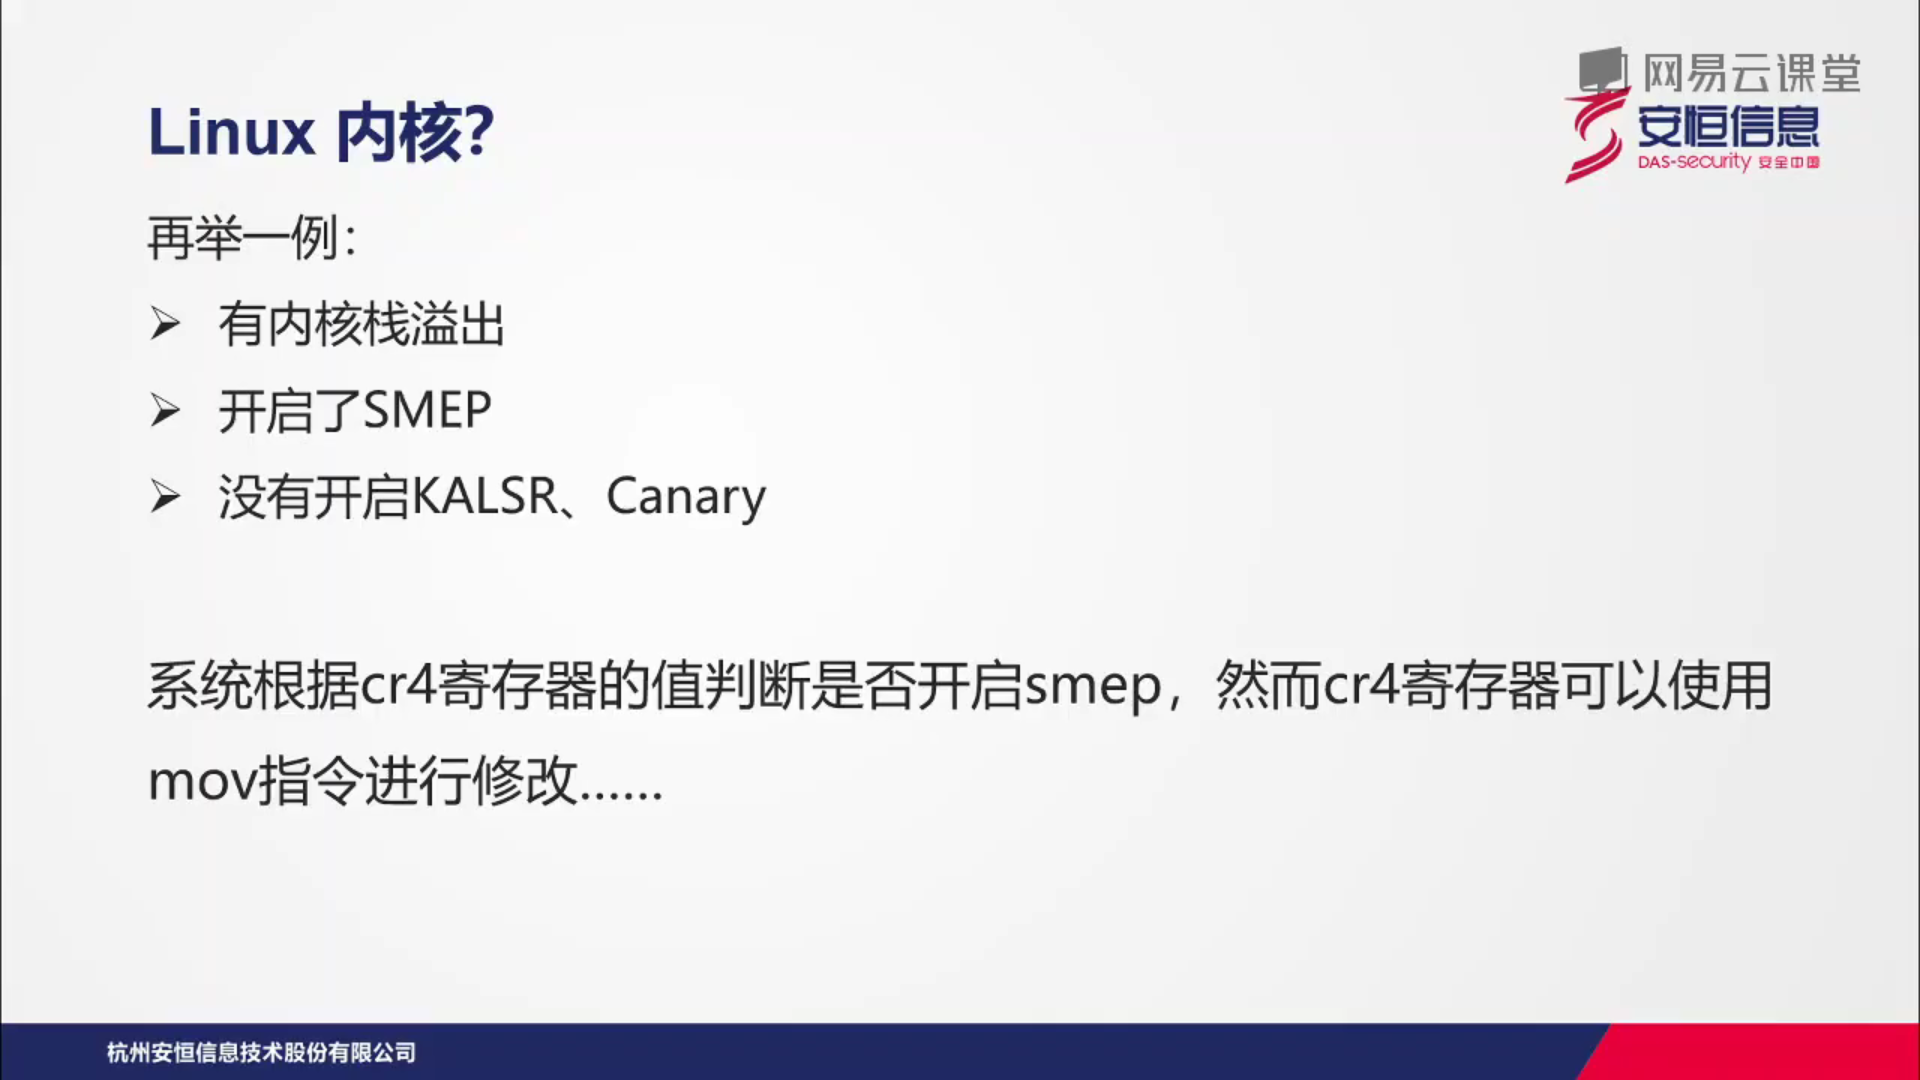 网易云课堂
安恒信息
DAS-security 安全中国
Linux 内核?
再举一例：
➢ 有内核栈溢出
➢ 开启了SMEP
➢ 没有开启KALSR、Canary
系统根据cr4寄存器的值判断是否开启smep，然而cr4寄存器可以使用
mov指令进行修改……
杭州安恒信息技术股份有限公司